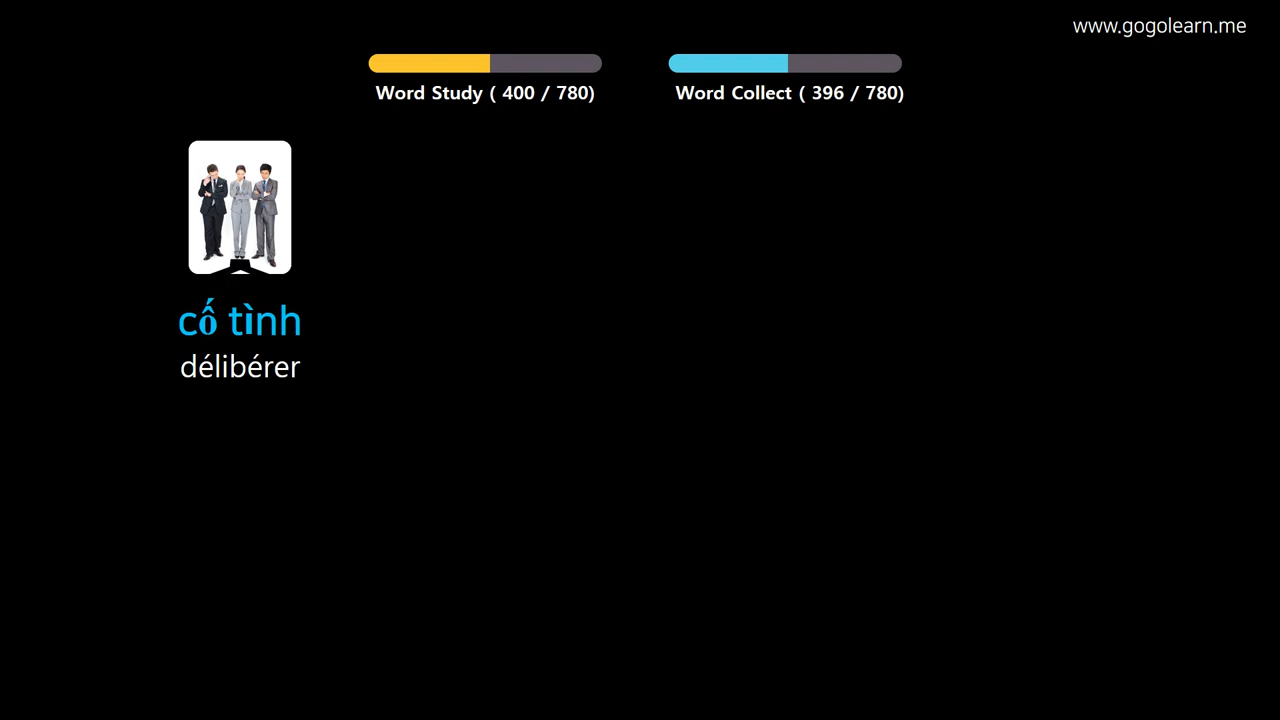 www.gogolearn.me
Word Study ( 400 / 780)
Word Collect ( 396 / 780)
cố tình
délibérer